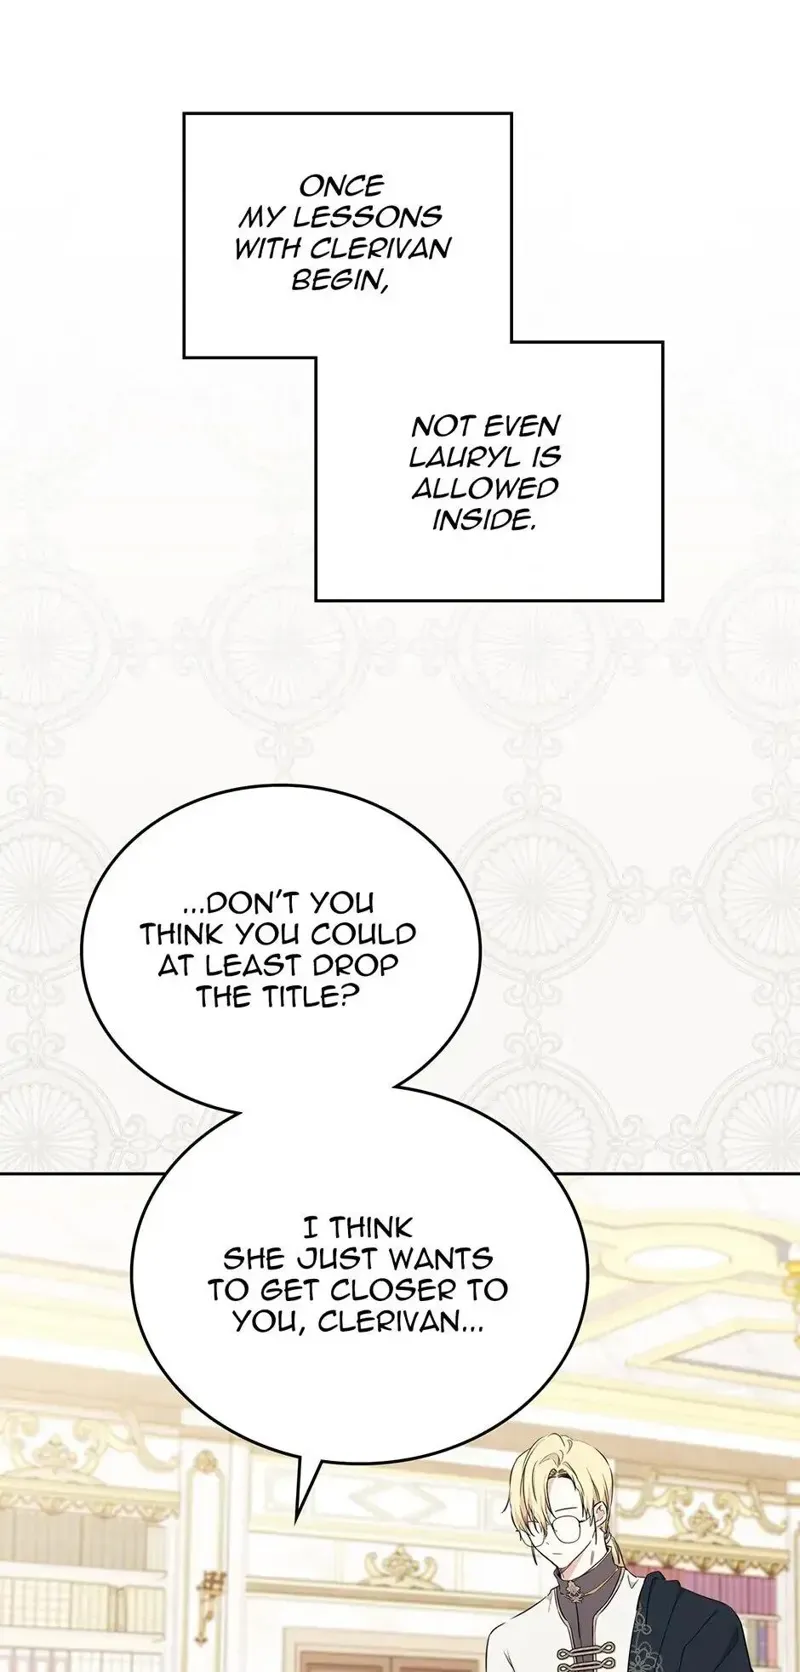 ONCE
MY LESSONS
WITH CLERIVAN
BEGIN,
NOT EVEN
LAURYL IS
ALLOWED
INSIDE.
...DON'T YOU
THINK YOU COULD
AT LEAST DROP
THE TITLE?
I THINK
SHE JUST WANTS
TO GET CLOSER TO
YOU, CLERIVAN...